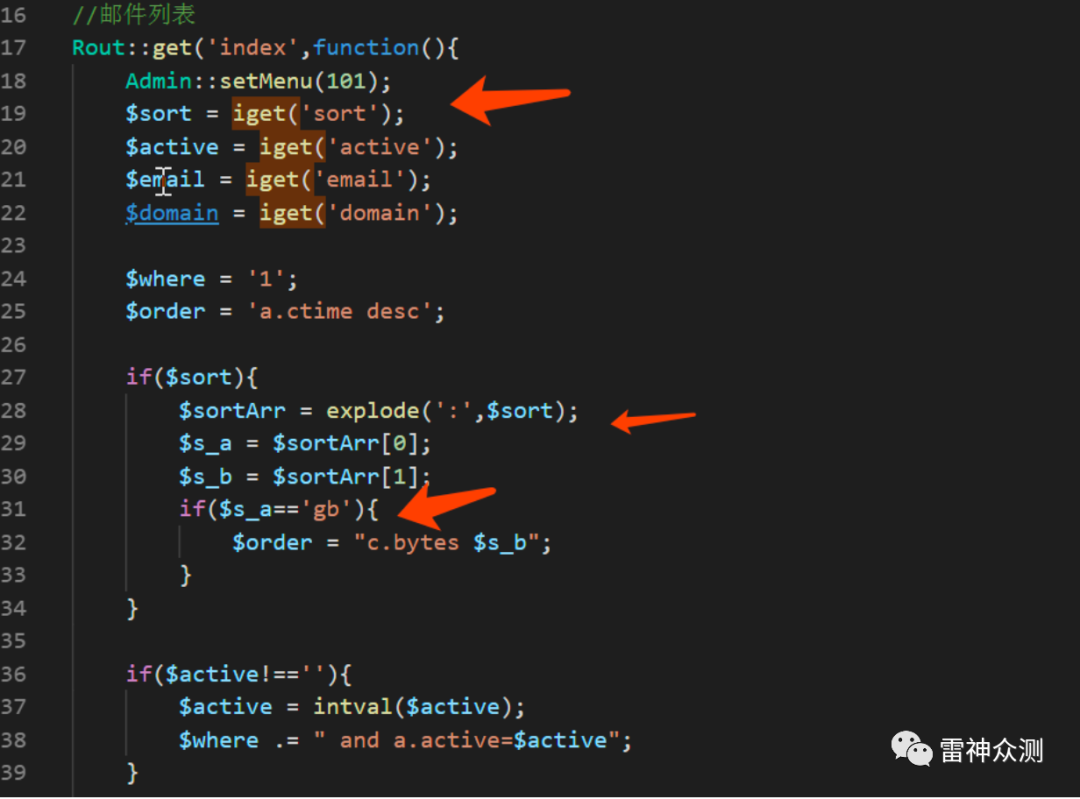 16 //邮件列表
17 Rout::get('index',function(){
18 Admin::setMenu(101);
19 $sort = iget('sort');
20 $active = iget('active');
21 $email = iget('email');
22 $domain = iget('domain');
23
24 $where = '1';
25 $order = 'a.ctime desc';
26
27 if($sort){
28 $sortArr = explode(':',$sort);
29 $s_a = $sortArr[0];
30 $s_b = $sortArr[1];
31 if($s_a=='gb'){
32 $order = "c.bytes $s_b";
33 }
34 }
35
36 if($active!==''){
37 $active = intval($active);
38 $where .= " and a.active=$active";
39 }
雷神众测